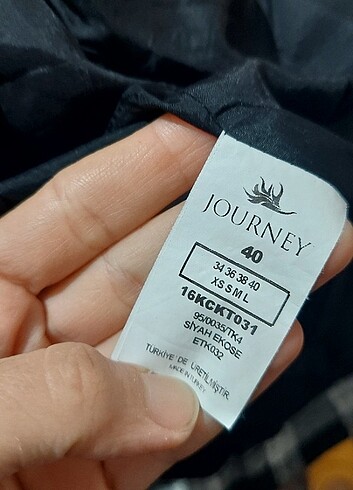 JOURNEY
40
34 36 38 40
XS S M L
16KCKT031
95/0035/TK4
SİYAH EKOSE
ETK032
TÜRKİYE'DE ÜRETİLMİŞTİR.
MADE IN TURKEY